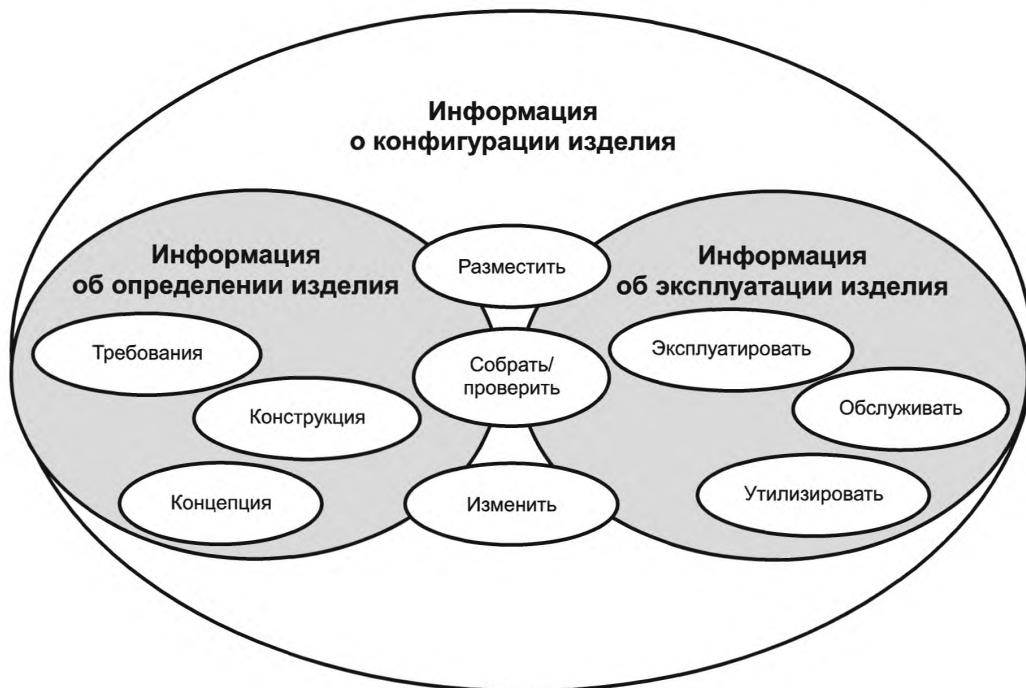 Информация
о конфигурации изделия
Информация
об определении изделия
Разместить
Информация
об эксплуатации изделия
Требования
Собрать/
проверить
Эксплуатировать
Конструкция
Обслуживать
Концепция
Изменить
Утилизировать